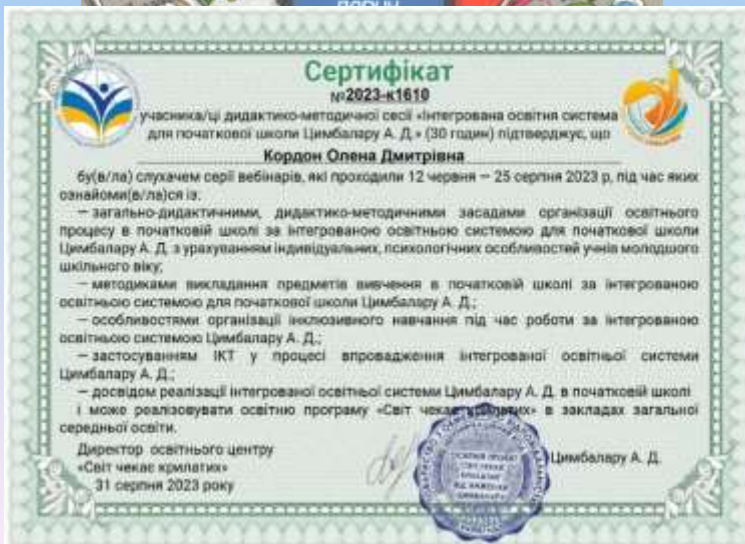 Сертифікат
№2023-к1610
учасника/ці дидактико-методичної сесії «Інтегрована освітня система
для початкової школи Цимбалару А. Д.» (30 годин) підтверджує, що
Кордон Олена Дмитрівна
бу(в/ла) слухачем серії вебінарів, які проходили 12 червня — 25 серпня 2023 р, під час яких
ознайоми(в/ла)ся із:
— загально-дидактичними, дидактико-методичними засадами організації освітнього
процесу в початковій школі за інтегрованою освітньою системою для початкової школи
Цимбалару А. Д. з урахуванням індивідуальних, психологічних особливостей учнів молодшого
шкільного віку;
— методиками викладання предметів вивчення в початковій школі за інтегрованою
освітньою системою для початкової школи Цимбалару А. Д.;
— особливостями організації інклюзивного навчання під час роботи за інтегрованою
освітньою системою Цимбалару А. Д.;
— застосуванням ІКТ у процесі впровадження інтегрованої освітньої системи
Цимбалару А. Д.;
— досвідом реалізації інтегрованої освітньої системи Цимбалару А. Д. в початковій школі
і може реалізовувати освітню програму «Світ чекає крилатих» в закладах загальної
середньої освіти.
Директор освітнього центру
«Світ чекає крилатих»
Цимбалару А. Д.
31 серпня 2023 року